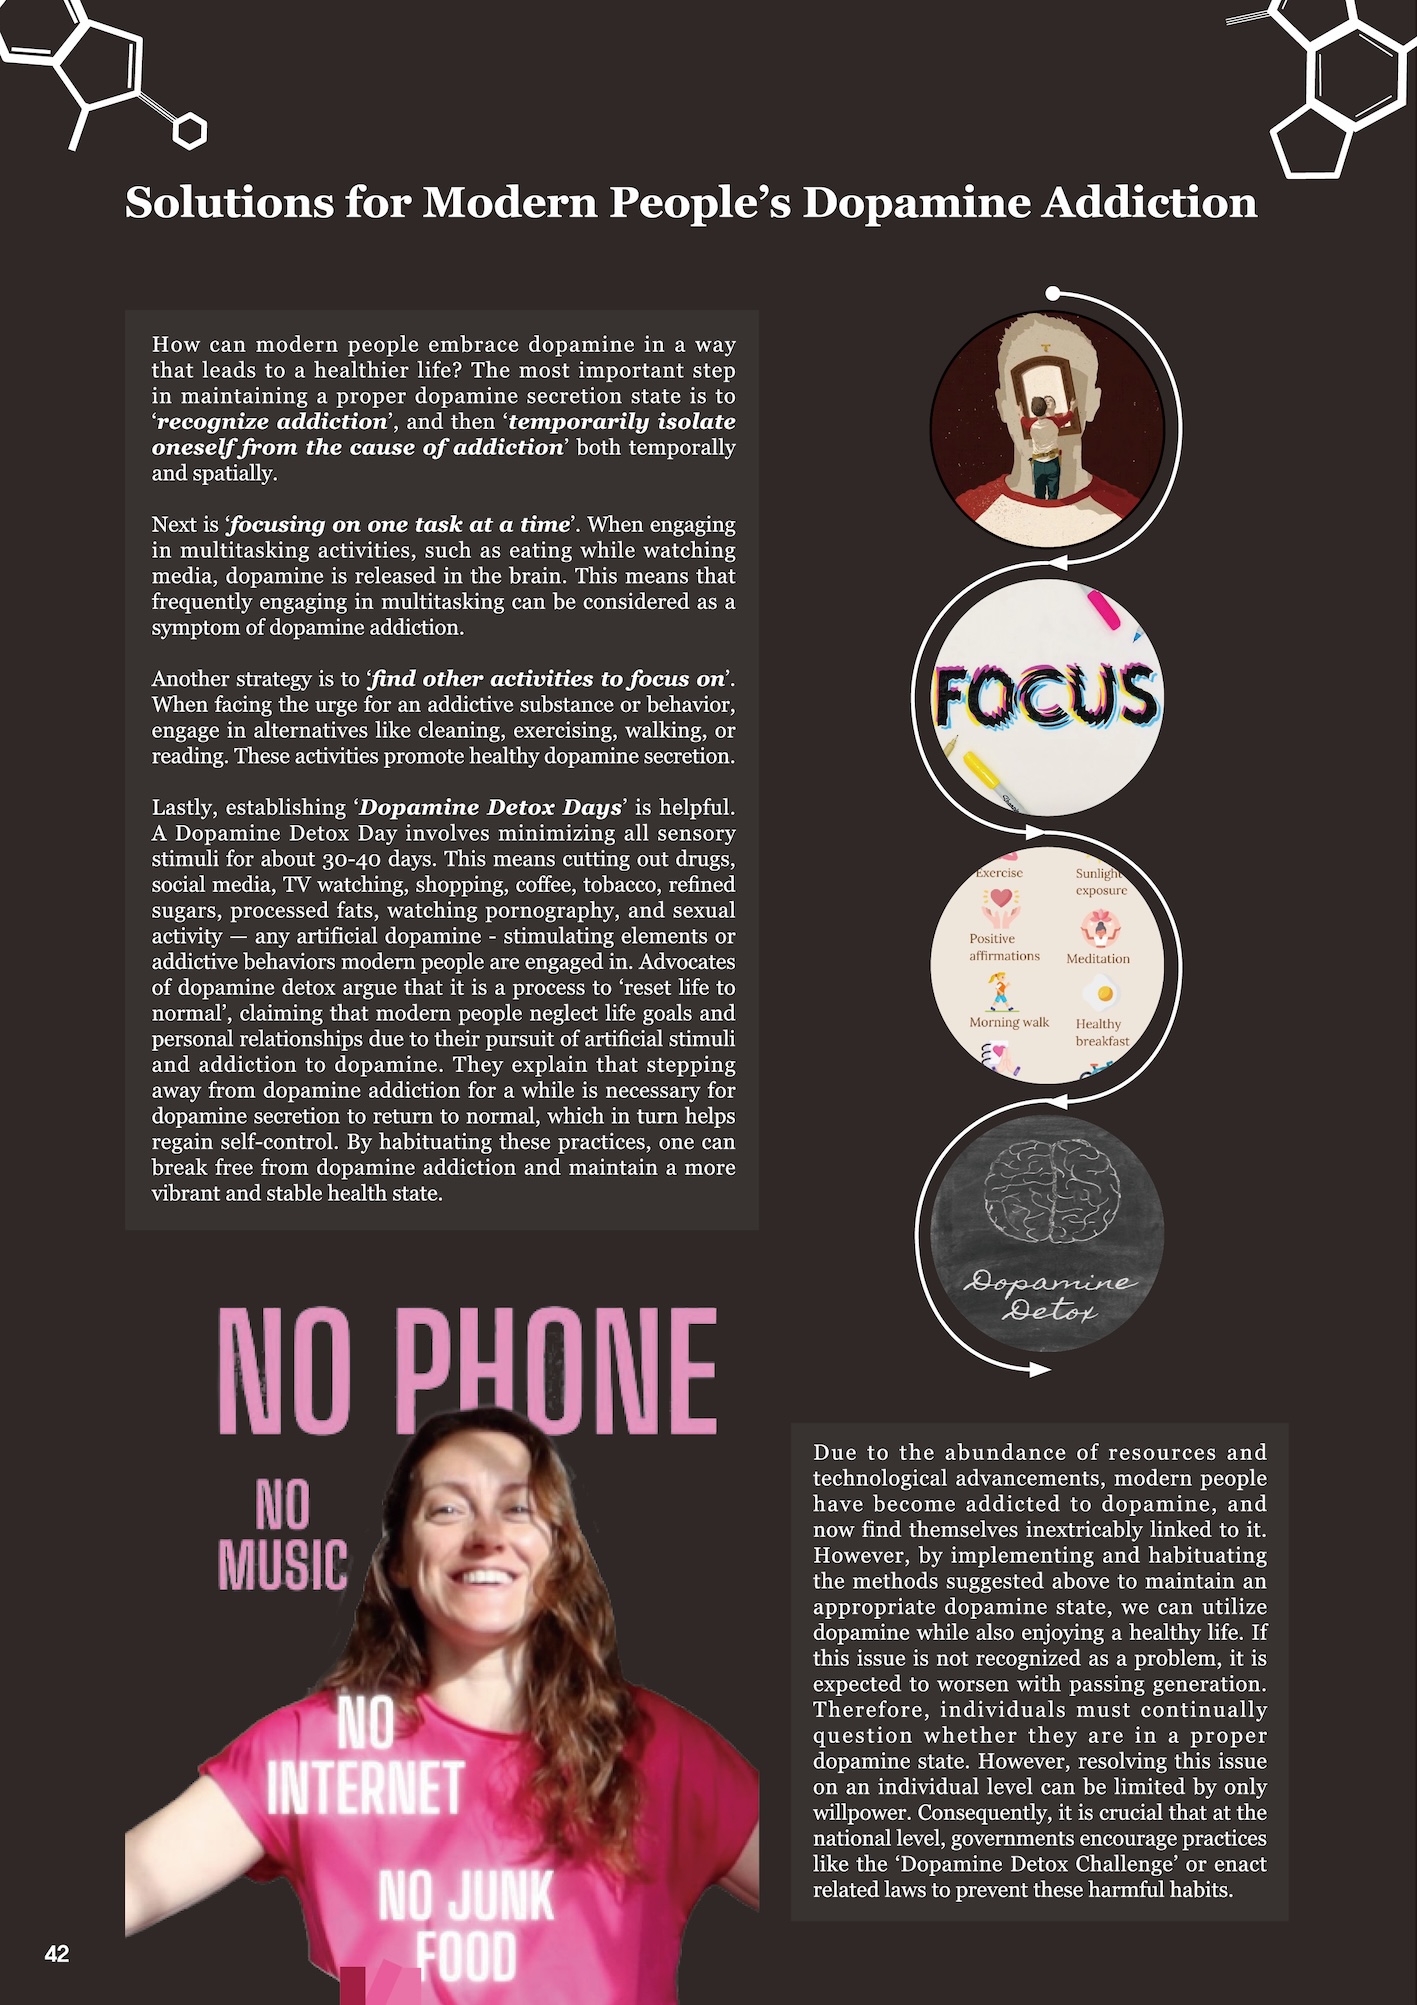 Solutions for Modern People’s Dopamine Addiction
How can modern people embrace dopamine in a way
that leads to a healthier life? The most important step
in maintaining a proper dopamine secretion state is to
‘recognize addiction’, and then ‘temporarily isolate
oneself from the cause of addiction’ both temporally
and spatially.
Next is ‘focusing on one task at a time’. When engaging
in multitasking activities, such as eating while watching
media, dopamine is released in the brain. This means that
frequently engaging in multitasking can be considered as a
symptom of dopamine addiction.
Another strategy is to ‘find other activities to focus on’.
When facing the urge for an addictive substance or behavior,
engage in alternatives like cleaning, exercising, walking, or
reading. These activities promote healthy dopamine secretion.
Lastly, establishing ‘Dopamine Detox Days’ is helpful.
A Dopamine Detox Day involves minimizing all sensory
stimuli for about 30-40 days. This means cutting out drugs,
social media, TV watching, shopping, coffee, tobacco, refined
sugars, processed fats, watching pornography, and sexual
activity — any artificial dopamine - stimulating elements or
addictive behaviors modern people are engaged in. Advocates
of dopamine detox argue that it is a process to ‘reset life to
normal’, claiming that modern people neglect life goals and
personal relationships due to their pursuit of artificial stimuli
and addiction to dopamine. They explain that stepping
away from dopamine addiction for a while is necessary for
dopamine secretion to return to normal, which in turn helps
regain self-control. By habituating these practices, one can
break free from dopamine addiction and maintain a more
vibrant and stable health state.
FOCUS
Exercise
Sunlight
exposure
Positive
affirmations
Meditation
Morning walk
Healthy
breakfast
Dopamine
Detox
NO PHONE
NO
MUSIC
NO
INTERNET
NO JUNK
FOOD
Due to the abundance of resources and
technological advancements, modern people
have become addicted to dopamine, and
now find themselves inextricably linked to it.
However, by implementing and habituating
the methods suggested above to maintain an
appropriate dopamine state, we can utilize
dopamine while also enjoying a healthy life. If
this issue is not recognized as a problem, it is
expected to worsen with passing generation.
Therefore, individuals must continually
question whether they are in a proper
dopamine state. However, resolving this issue
on an individual level can be limited by only
willpower. Consequently, it is crucial that at the
national level, governments encourage practices
like the ‘Dopamine Detox Challenge’ or enact
related laws to prevent these harmful habits.
42